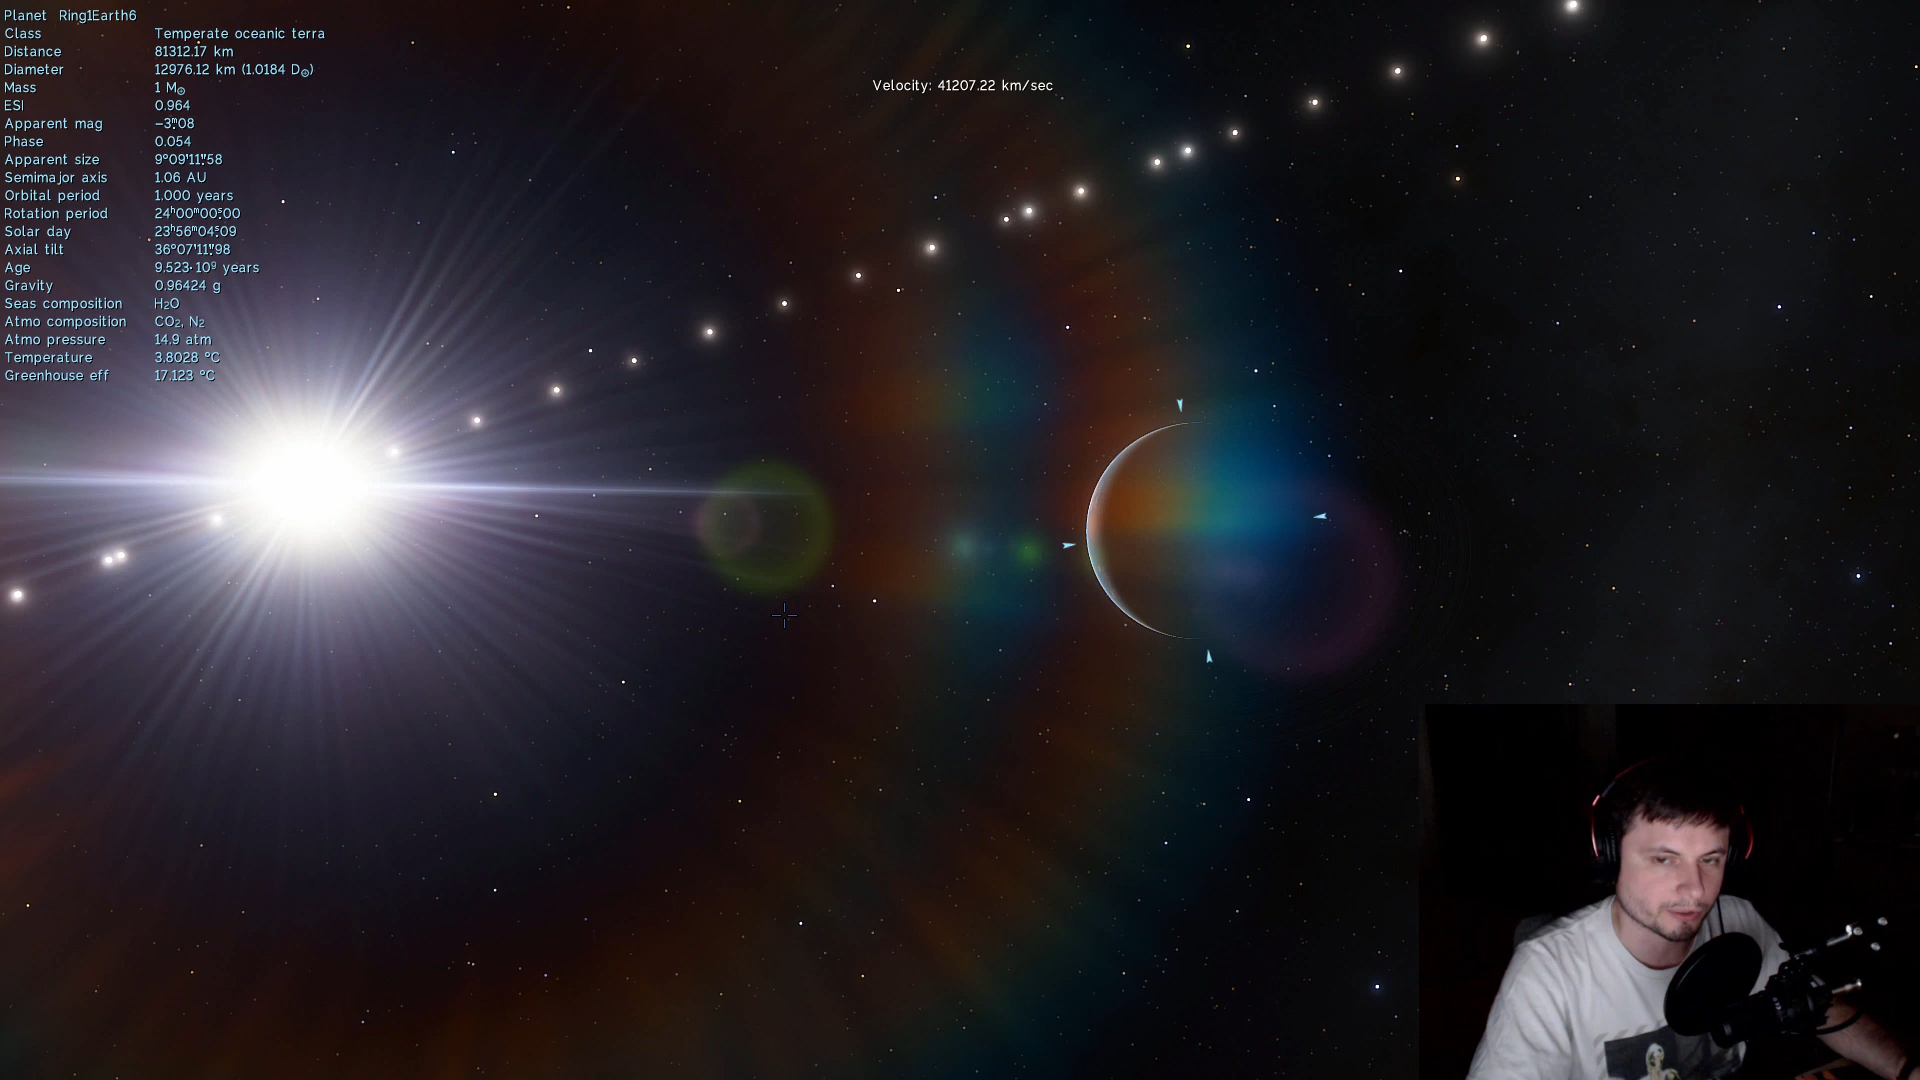 Planet Ring1Earth6
Class Temperate oceanic terra
Distance 81312.17 km
Diameter 12976.12 km (1.0184 D⊕)
Mass 1 M⊕
ESI 0.964
Apparent mag −3ᵐ.08
Phase 0.054
Apparent size 9°09'11".58
Semimajor axis 1.06 AU
Orbital period 1.000 years
Rotation period 24ʰ00ᵐ00ˢ.00
Solar day 23ʰ56ᵐ04ˢ.09
Axial tilt 36°07'11".98
Age 9.523·10⁹ years
Gravity 0.96424 g
Seas composition H₂O
Atmo composition CO₂, N₂
Atmo pressure 14.9 atm
Temperature 3.8028 °C
Greenhouse eff 17.123 °C
Velocity: 41207.22 km/sec